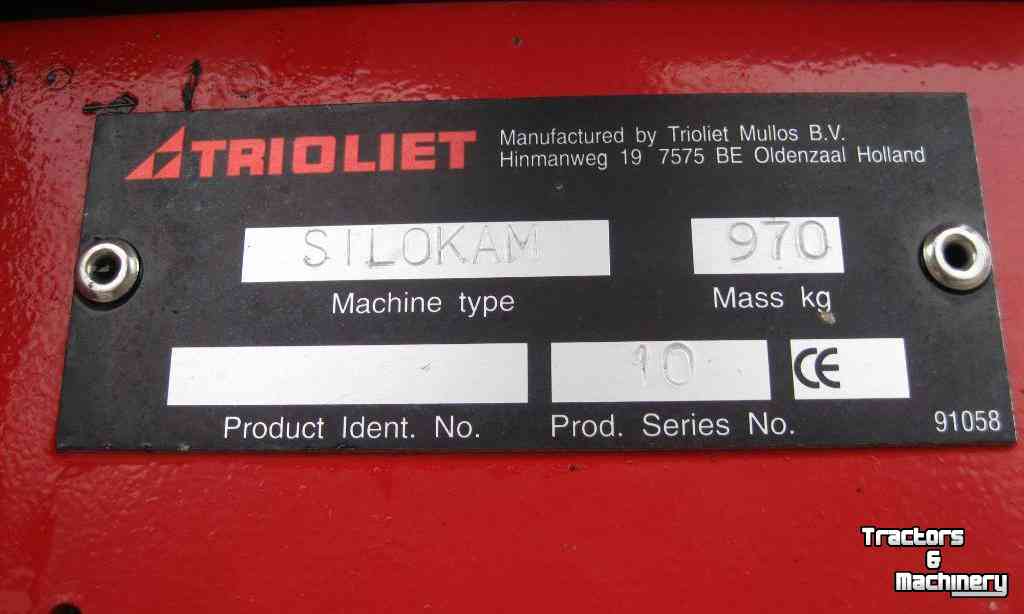 TRIOLIET
Manufactured by Trioliet Mullos B.V.
Hinmanweg 19 7575 BE Oldenzaal Holland
SILOKAM
970
Machine type
Mass kg
10
CE
Product Ident. No.
Prod. Series No.
91058
Tractors
&
Machinery